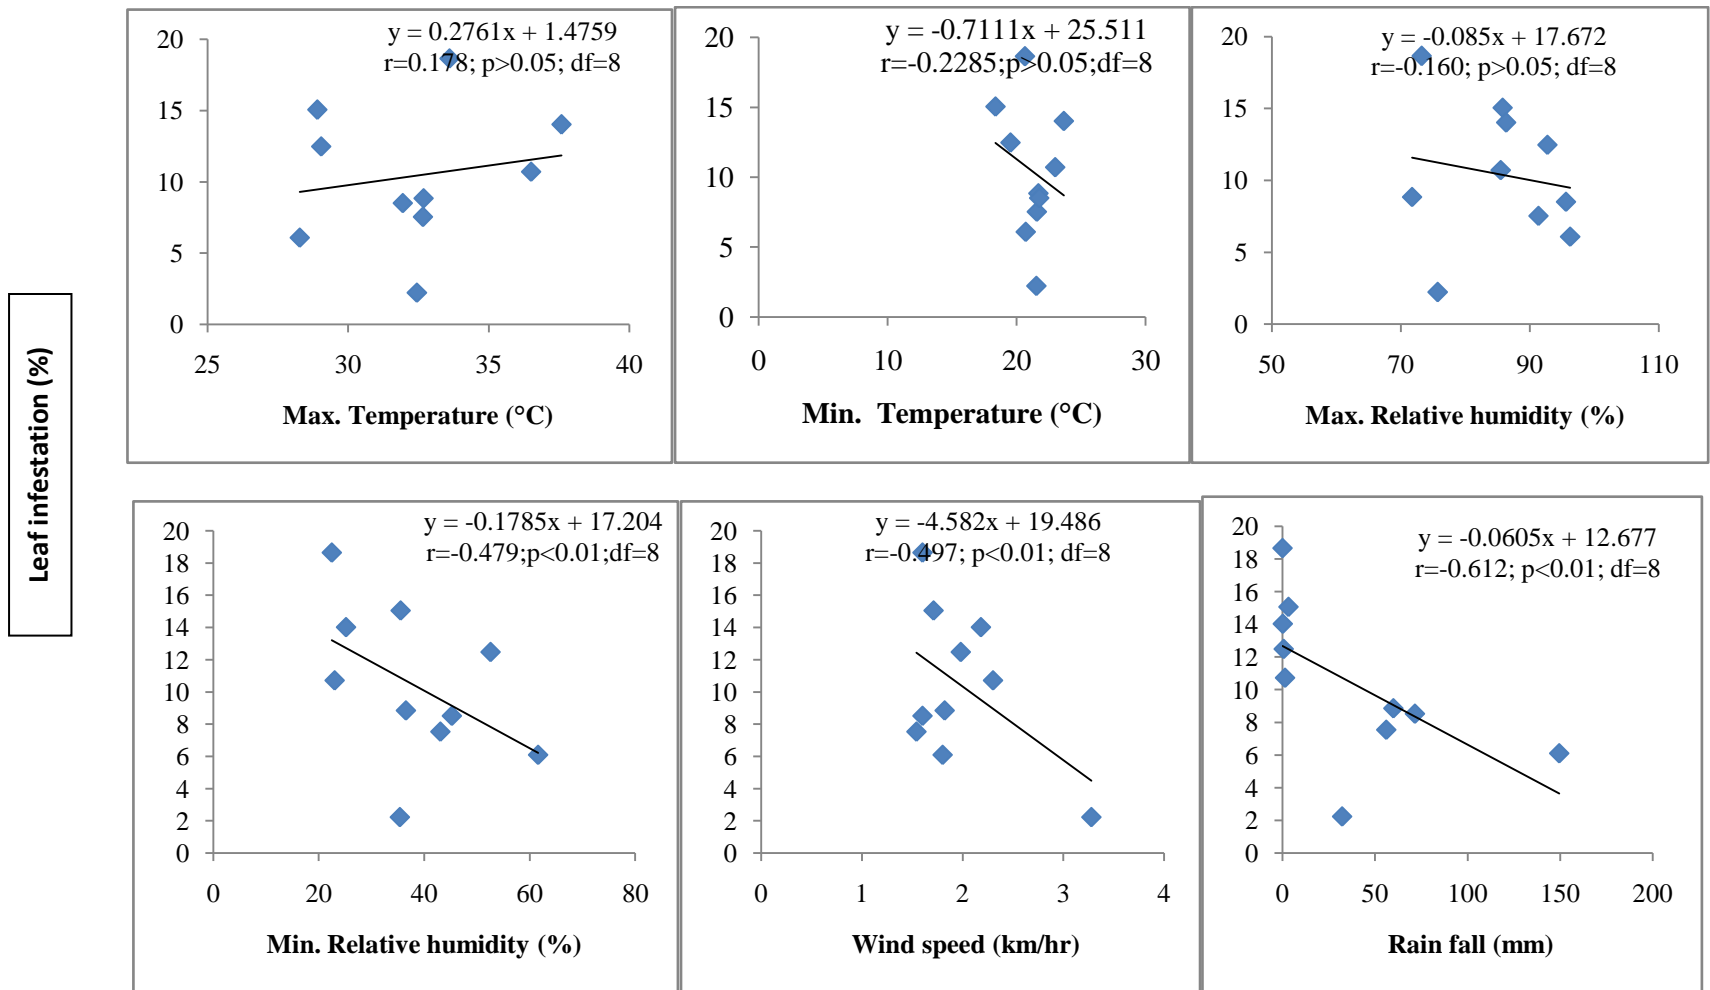 Leaf infestation (%)
y = 0.2761x + 1.4759
r=0.178; p>0.05; df=8
20
15
10
5
0
25 30 35 40
Max. Temperature (°C)
y = -0.7111x + 25.511
r=-0.2285;p>0.05;df=8
20
15
10
5
0
0 10 20 30
Min. Temperature (°C)
y = -0.085x + 17.672
r=-0.160; p>0.05; df=8
20
15
10
5
0
50 70 90 110
Max. Relative humidity (%)
y = -0.1785x + 17.204
r=-0.479;p<0.01;df=8
20
18
16
14
12
10
8
6
4
2
0
0 20 40 60 80
Min. Relative humidity (%)
y = -4.582x + 19.486
r=-0.497; p<0.01; df=8
20
18
16
14
12
10
8
6
4
2
0
0 1 2 3 4
Wind speed (km/hr)
y = -0.0605x + 12.677
r=-0.612; p<0.01; df=8
20
18
16
14
12
10
8
6
4
2
0
0 50 100 150 200
Rain fall (mm)